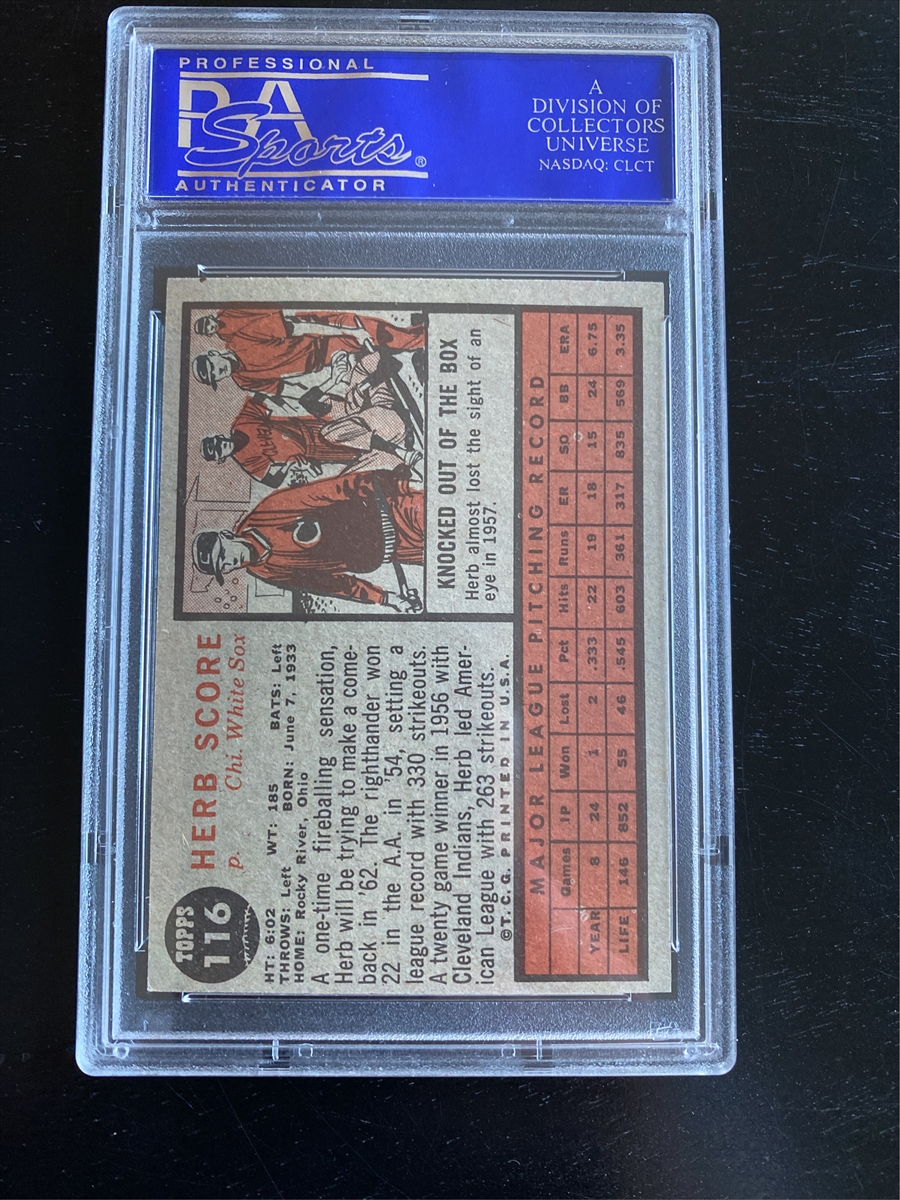 PROFESSIONAL
PSA
Sports®
AUTHENTICATOR
A
DIVISION OF
COLLECTORS
UNIVERSE
NASDAQ: CLCT
TOPPS
116
HERB SCORE
p. Chi. White Sox
HT: 6:02 WT: 185 BATS: Left
THROWS: Left BORN: June 7, 1933
HOME: Rocky River, Ohio
A one-time fireballing sensation,
Herb will be trying to make a come-
back in '62. The righthander won
22 in the A.A. in '54, setting a
league record with 330 strikeouts.
A twenty game winner in 1956 with
Cleveland Indians, Herb led Amer-
ican League with 263 strikeouts.
©T.C.G. PRINTED IN U.S.A.
KNOCKED OUT OF THE BOX
Herb almost lost the sight of an
eye in 1957.
MAJOR LEAGUE PITCHING RECORD
Games IP Won Lost Pct Hits Runs ER SO BB ERA
YEAR 8 24 1 2 .333 22 19 18 15 24 6.75
LIFE 146 852 55 46 .545 603 361 317 835 569 3.35